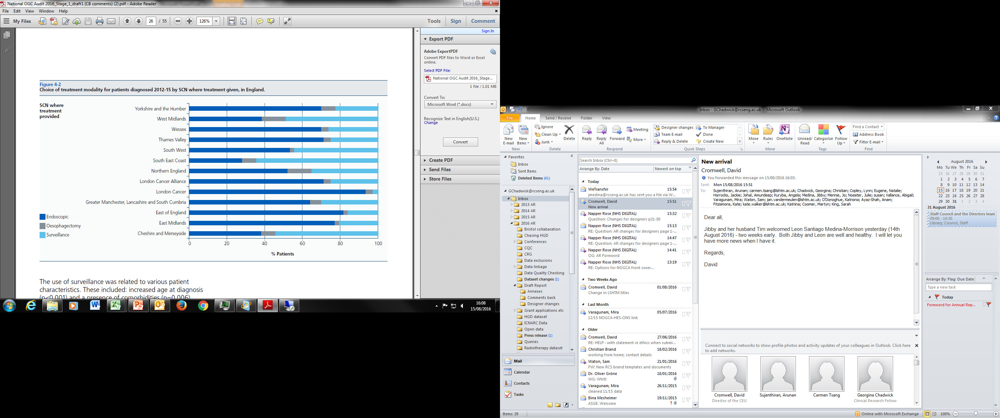 National OGC Audit 2016_Stage_1_draft1 (CB comments) (2).pdf - Adobe Reader
File Edit View Window Help
My Files 26 / 55 126% Tools Sign Comment
Sign In
Export PDF
Adobe ExportPDF
Convert PDF files to Word or Excel
online.
Select PDF File:
National OGC Audit 2016_Stage...
1 file / 1.01 MB
Convert To:
Microsoft Word (*.docx)
Recognize Text in English(U.S.)
Change
Convert
Create PDF
Send Files
Store Files
Figure 4-2
Choice of treatment modality for patients diagnosed 2012-15 by SCN where treatment given, in England.
SCN where
treatment
provided
Yorkshire and the Humber
West Midlands
Wessex
Thames Valley
South West
South East Coast
Northern England
London Cancer Alliance
London Cancer
Greater Manchester, Lancashire and South Cumbria
East of England
East Midlands
Cheshire and Merseyside
Endoscopic
Oesophagectomy
Surveillance
0 20 40 60 80 100
% Patients
The use of surveillance was related to various patient
characteristics. These included: increased age at diagnosis
(p<0.001) and a presence of comorbidities (p=0.006)
16:08
15/08/2016
Inbox - GChadwick@rcseng.ac.uk - Microsoft Outlook
File Home Send / Receive Folder View
New E-mail
New Items
New
Ignore
Clean Up
Junk
Delete
Delete
Reply
Reply All
Forward
Meeting
More
Respond
Designer changes
Team E-mail
Reply & Delete
To Manager
Done
Create New
Quick Steps
Move
Rules
OneNote
Move
Unread/ Read
Categorize
Follow Up
Tags
Find a Contact
Address Book
Filter E-mail
Find
Favorites
Inbox
Sent Items
Deleted Items (41)
GChadwick@rcseng.ac.uk
Inbox
2013 AR
2014 AR
2015 AR
2016 AR
Bristol collabaration
Chasing HGD
Conferences
CQC
CRG
Data exclusions
Data linkage
Data Quality Checking
Dataset changes (1)
Draft Report
Annexes
Comments back
Designer changes
Grant applications etc
HGD dataset
ICNARC Data
Open data
Press release (1)
Queries
Radiotherapy dataset
Mail
Calendar
Contacts
Tasks
Search Inbox (Ctrl+E)
Arrange By: Date Newest on top
Today
WeTransfer 15:54
jmedina@rcseng.ac.uk has sent you a file via W...
Cromwell, David 15:51
New arrival
Napper Rose (NHS DIGITAL) 15:32
Question: Changes for designers p21-30
Napper Rose (NHS DIGITAL) 15:13
RE: Question: AR changes for designers page 1-...
Napper Rose (NHS DIGITAL) 14:47
RE: Question: AR changes for designers page 1-...
Napper Rose (NHS DIGITAL) 14:41
OG: AR Foreword
Napper Rose (NHS DIGITAL) 13:19
RE: Options for NOGCA front cover...
Two Weeks Ago
Cromwell, David 01/08/2016
Change in LSHTM titles
Last Month
Varagunam, Mira 05/07/2016
12/15 NOGCA-HES-ONS link
Older
Cromwell, David 27/06/2016
RE: HELP - with statement re ethics when submi...
Christian Brand 18/02/2016
working from home; contact details
Waton, Sam 21/01/2016
FW: New RCS brand templates and documents
Dr. Oliver Gröne 18/01/2016
WG: Wtrlt:
Varagunam, Mira 26/11/2015
cleaned 11/15 data
Bina Mesheimer 19/11/2015
ASGE: Welcome
New arrival
Cromwell, David
You forwarded this message on 15/08/2016 16:03.
Sent: Mon 15/08/2016 15:51
To: Sujenthiran, Arunan; carmen.tsang@lshtm.ac.uk; Chadwick, Georgina; Christian; Copley, Lynn; Eugene, Natalie;
Horrocks, Jackie; Johal, Amundeep; Kuryba, Angela; Medina, Jibby; Mennie, Jo; Nossiter, Julie; susan; Vallance, Abigail;
Varagunam, Mira; Waton, Sam; jan.vandermeulen@lshtm.ac.uk; O'Donoghue, Katriona; Ayaz-Shah, Anam;
Fitzsimons, Kate; kate.walker@lshtm.ac.uk; Katriina; Coomer, Martyn; King, Sarah
Dear all,
Jibby and her husband Tim welcomed Leon Santiago Medina-Morrison yesterday (14th
August 2016) - two weeks early. Both Jibby and Leon are well and healthy. I will let you
have more news when I have it.
Regards,
David
Connect to social networks to show profile photos and activity updates of your colleagues in Outlook. Click here
to add networks.
Cromwell, David
Director of the CEU
Sujenthiran, Arunan
Carmen Tsang
Georgina Chadwick
Clinical Research Fellow
August 2016
Mo Tu We Th Fr Sa Su
25 26 27 28 29 30 31
1 2 3 4 5 6 7
8 9 10 11 12 13 14
15 16 17 18 19 20 21
22 23 24 25 26 27 28
29 30 31 1 2 3 4
31 August 2016
Staff Council and the Directors team
09:00 - 10:30
Library; Council, Staff
Arrange By: Flag: Due Date
Type a new task
Today
Foreword for Annual Rep...
Items: 29
Online with Microsoft Exchange
100%